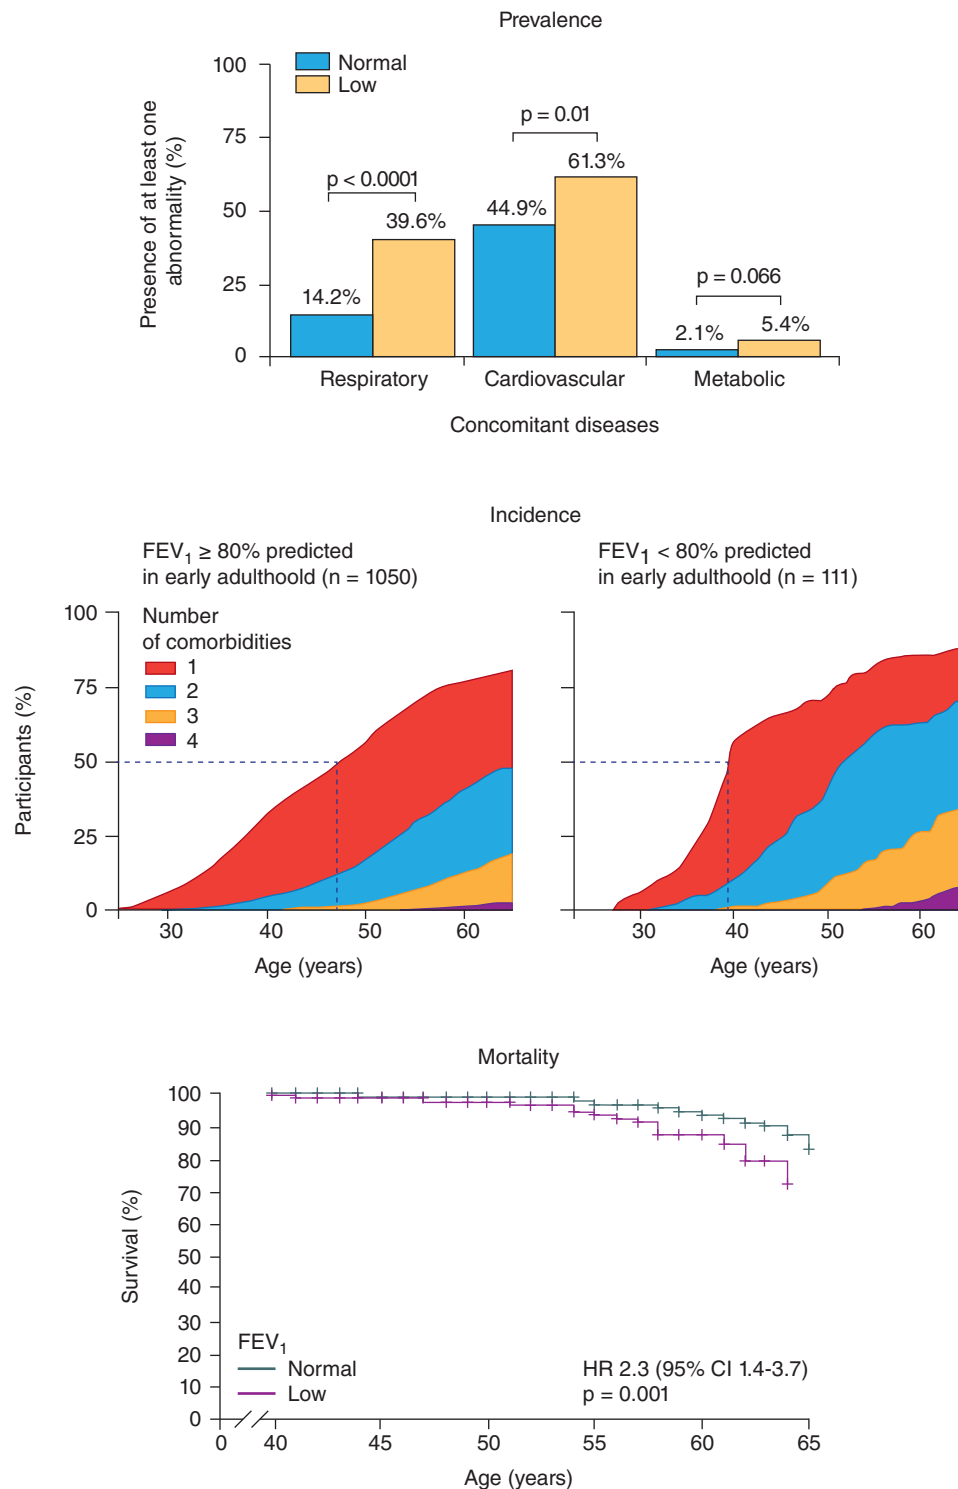 Prevalence
100
75
50
25
0
Presence of at least one
abnormality (%)
Normal
Low
p < 0.0001
p = 0.01
p = 0.066
14.2%
39.6%
44.9%
61.3%
2.1%
5.4%
Respiratory
Cardiovascular
Metabolic
Concomitant diseases
Incidence
FEV1 ≥ 80% predicted
in early adulthoold (n = 1050)
Number
of comorbidities
1
2
3
4
100
75
50
25
0
Participants (%)
30
40
50
60
Age (years)
FEV1 < 80% predicted
in early adulthoold (n = 111)
30
40
50
60
Age (years)
Mortality
100
90
80
70
60
50
40
30
20
10
0
Survival (%)
FEV1
Normal
Low
HR 2.3 (95% CI 1.4-3.7)
p = 0.001
0
40
45
50
55
60
65
Age (years)